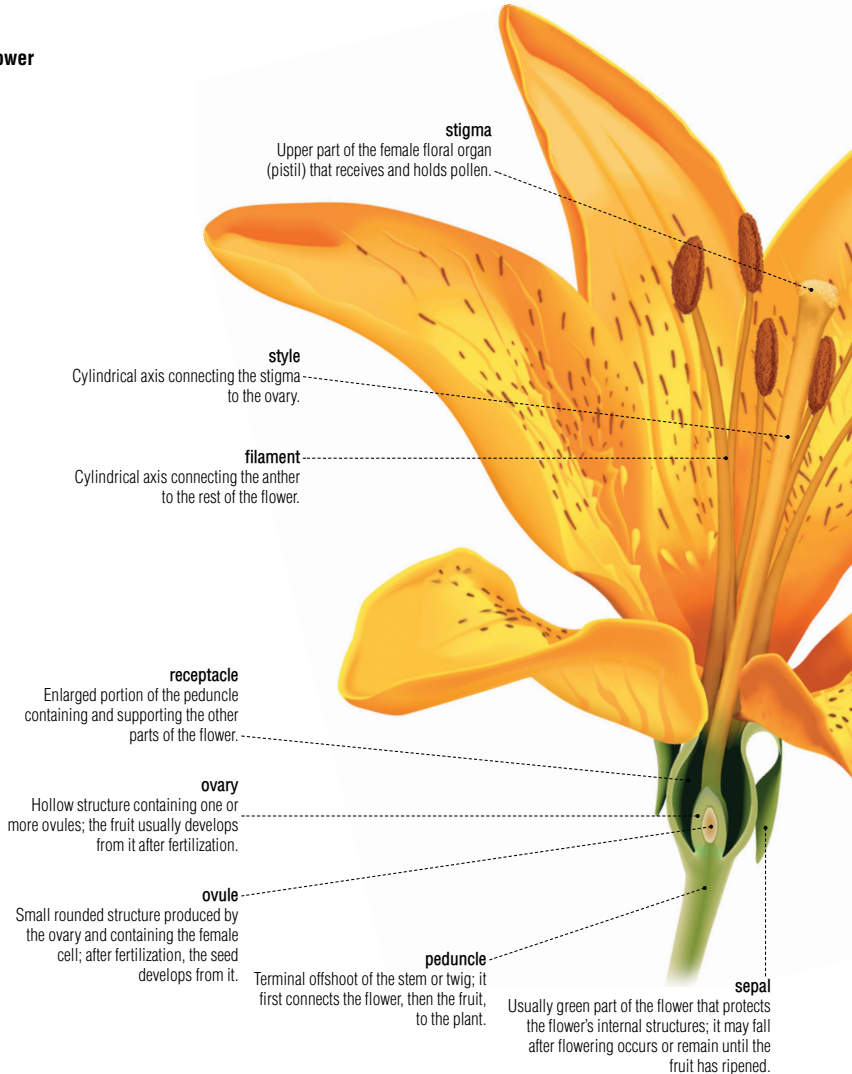 ower
stigma
Upper part of the female floral organ
(pistil) that receives and holds pollen.
style
Cylindrical axis connecting the stigma
to the ovary.
filament
Cylindrical axis connecting the anther
to the rest of the flower.
receptacle
Enlarged portion of the peduncle
containing and supporting the other
parts of the flower.
ovary
Hollow structure containing one or
more ovules; the fruit usually develops
from it after fertilization.
ovule
Small rounded structure produced by
the ovary and containing the female
cell; after fertilization, the seed
develops from it.
peduncle
Terminal offshoot of the stem or twig; it
first connects the flower, then the fruit,
to the plant.
sepal
Usually green part of the flower that protects
the flower's internal structures; it may fall
after flowering occurs or remain until the
fruit has ripened.